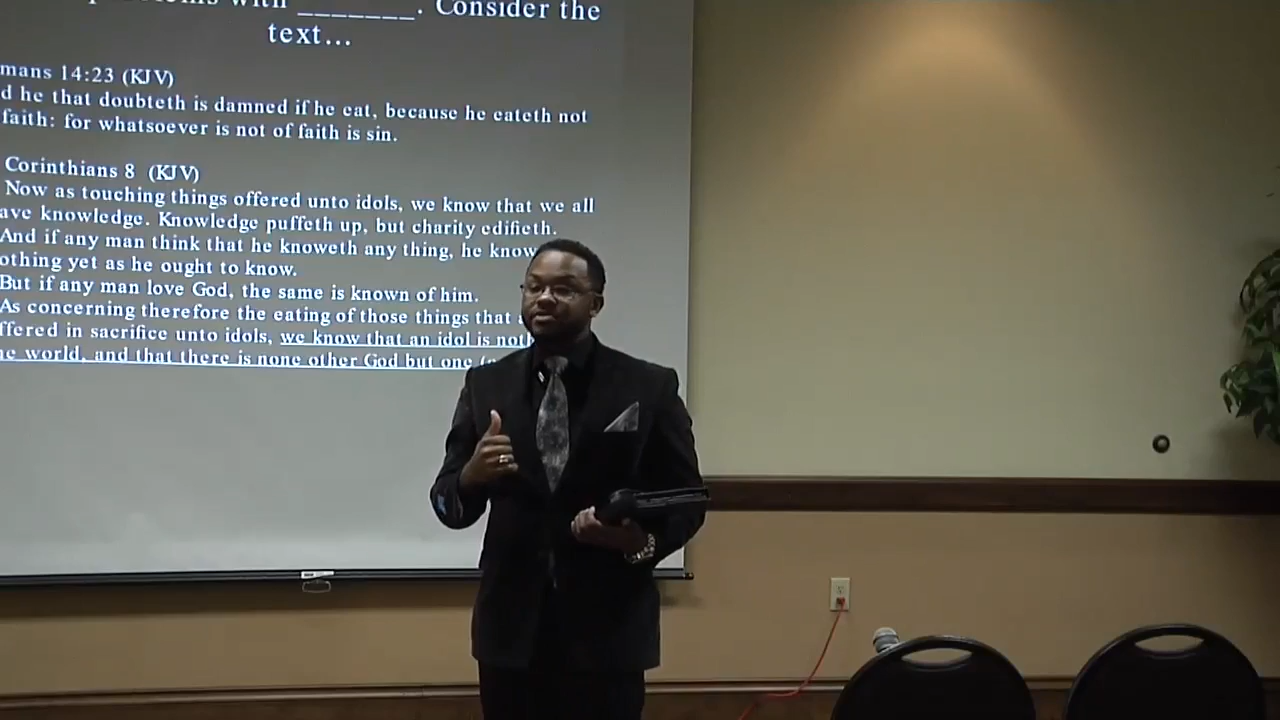 with _______. Consider the
text...
mans 14:23 (KJV)
d he that doubteth is damned if he eat, because he eateth not
faith: for whatsoever is not of faith is sin.
Corinthians 8 (KJV)
Now as touching things offered unto idols, we know that we all
ave knowledge. Knowledge puffeth up, but charity edifieth.
And if any man think that he knoweth any thing, he know
othing yet as he ought to know.
But if any man love God, the same is known of him.
As concerning therefore the eating of those things that
ffered in sacrifice unto idols, we know that an idol is noth
he world, and that there is none other God but one